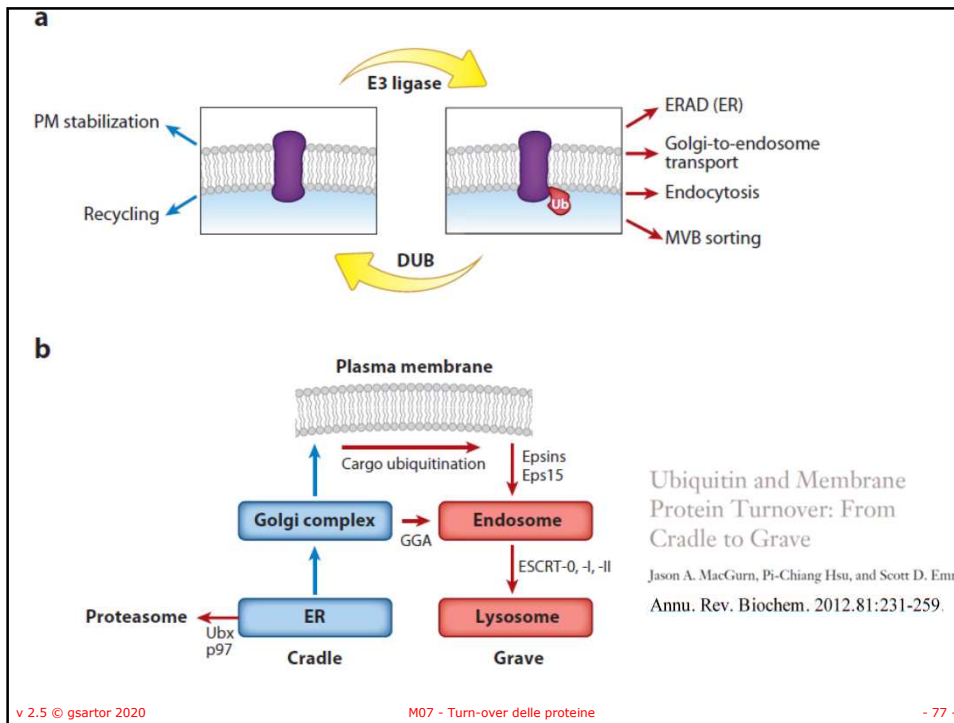 a
E3 ligase
PM stabilization
Recycling
Ub
ERAD (ER)
Golgi-to-endosome
transport
Endocytosis
MVB sorting
DUB
b
Plasma membrane
Cargo ubiquitination
Epsins
Eps15
Golgi complex
GGA
Endosome
ESCRT-0, -I, -II
Proteasome
Ubx
p97
ER
Lysosome
Cradle
Grave
Ubiquitin and Membrane
Protein Turnover: From
Cradle to Grave
Jason A. MacGurn, Pi-Chiang Hsu, and Scott D. Emr
Annu. Rev. Biochem. 2012.81:231-259.
v 2.5 © gsartor 2020
M07 - Turn-over delle proteine
- 77 -